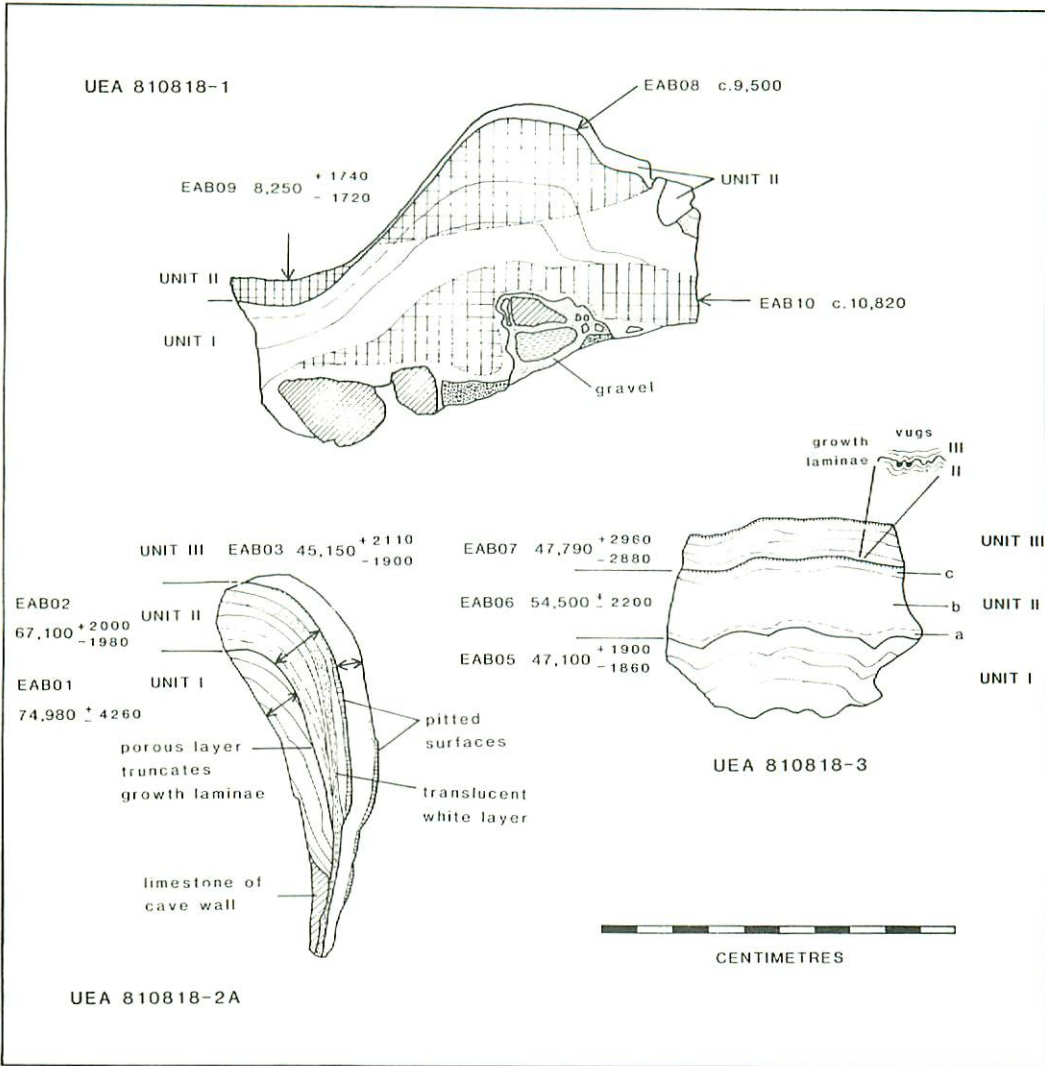 UEA 810818-1
EAB08 c.9,500
EAB09 8,250 + 1740
- 1720
UNIT II
UNIT II
EAB10 c.10,820
UNIT I
gravel
growth
laminae
vugs
III
II
UNIT III EAB03 45,150 +2110
-1900
EAB02
67,100 +2000
-1980
UNIT II
EAB01
74,980 ± 4260
UNIT I
porous layer
truncates
growth laminae
pitted
surfaces
translucent
white layer
limestone of
cave wall
UEA 810818-2A
EAB07 47,790 +2960
-2880
UNIT III
c
EAB06 54,500 ± 2200
b
UNIT II
a
EAB05 47,100 +1900
-1860
UNIT I
UEA 810818-3
CENTIMETRES